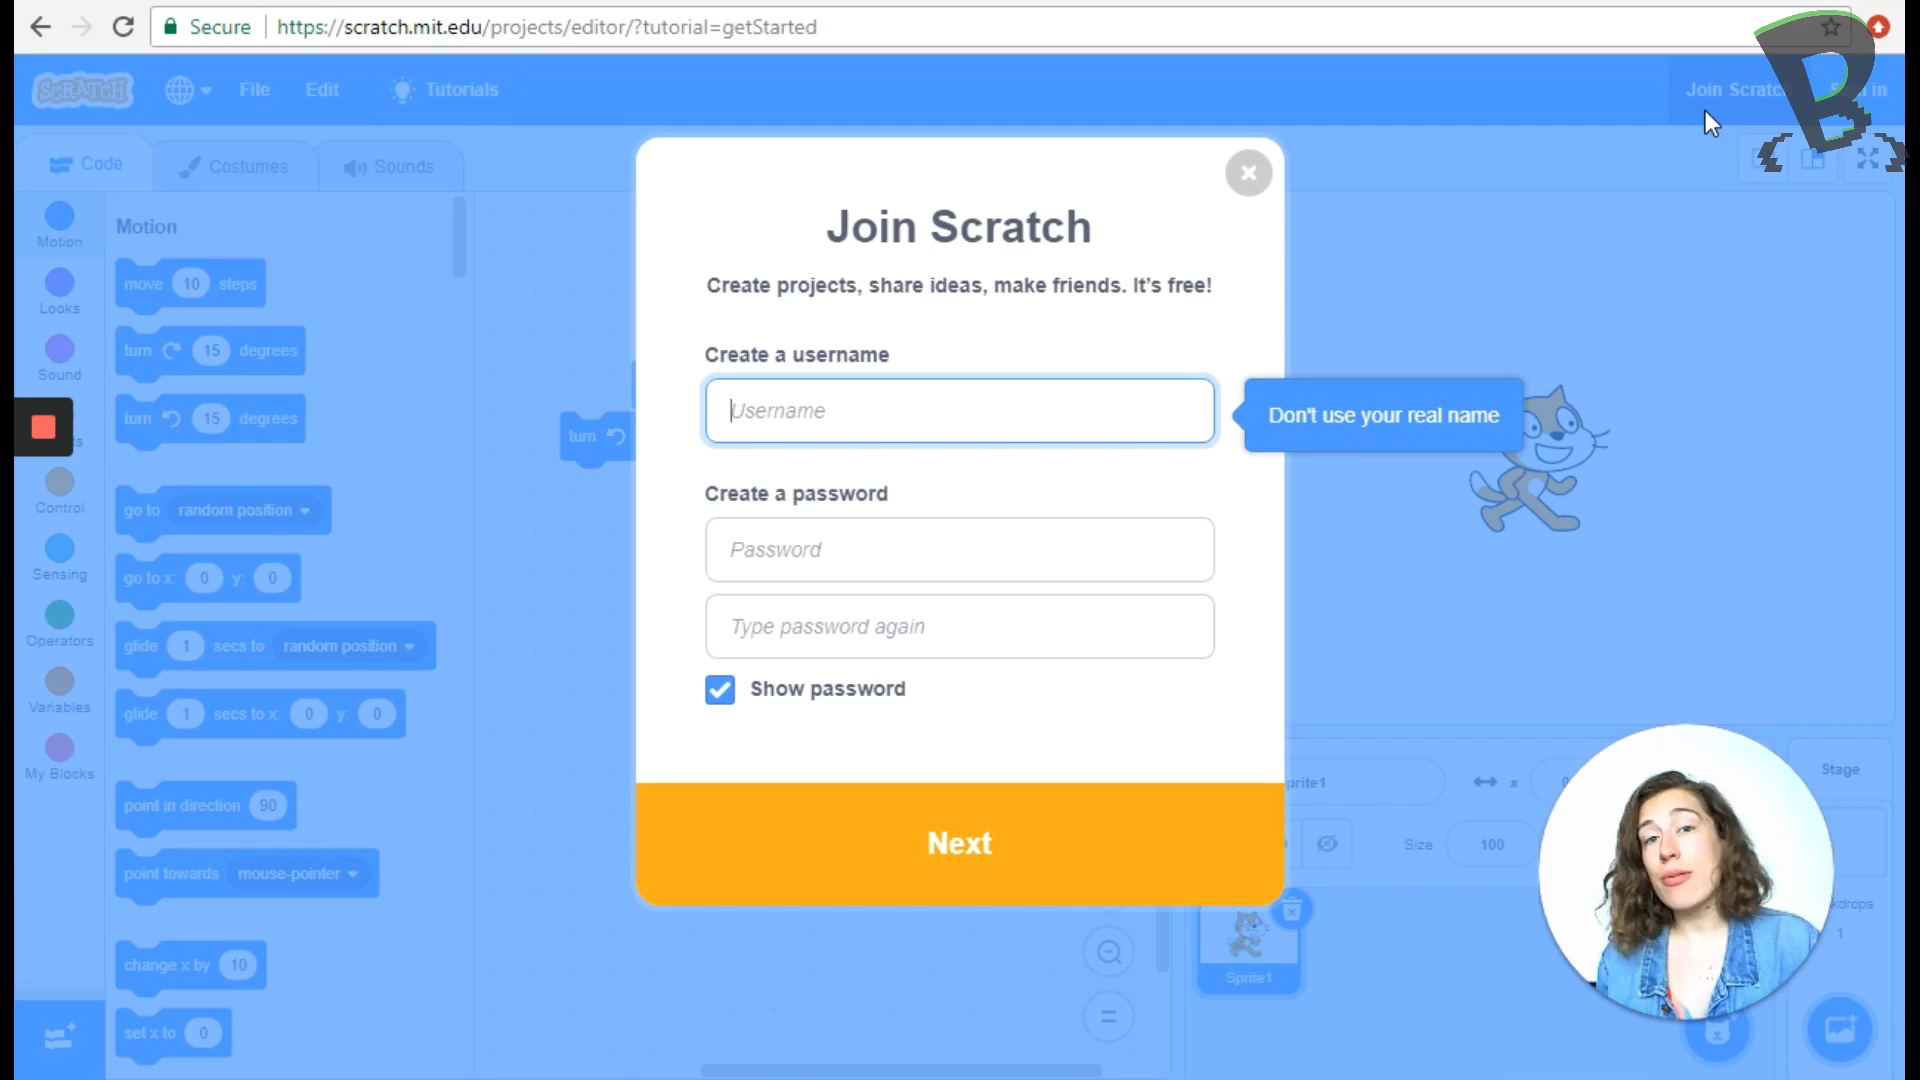 Secure https://scratch.mit.edu/projects/editor/?tutorial=getStarted
SCRATCH File Edit Tutorials Join Scratch in
Code Costumes Sounds
Join Scratch
Create projects, share ideas, make friends. It's free!
Create a username
Username
Don't use your real name
Create a password
Password
Type password again
Show password
Next
Motion
Looks
Sound
Control
Sensing
Operators
Variables
My Blocks
Motion
move 10 steps
turn 15 degrees
turn 15 degrees
go to random position
go to x: 0 y: 0
glide 1 secs to random position
glide 1 secs to x: 0 y: 0
point in direction 90
point towards mouse-pointer
change x by 10
set x to 0
turn
x
Size 100
Sprite1
Stage
1
B